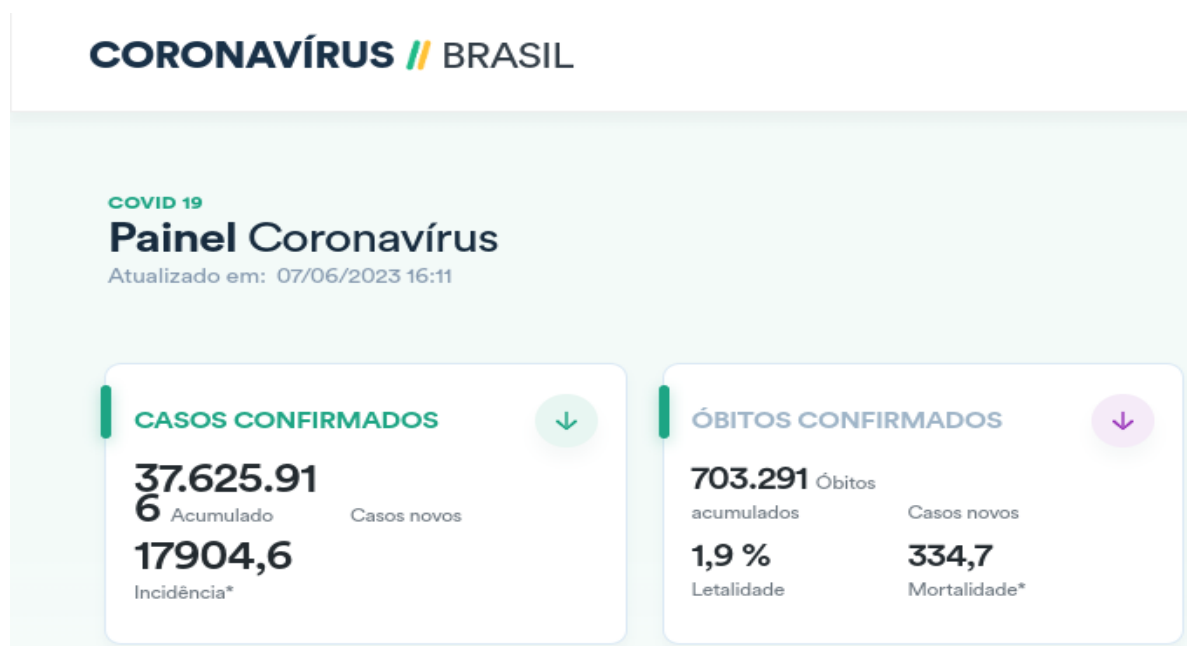 CORONAVÍRUS // BRASIL
COVID 19
Painel Coronavírus
Atualizado em: 07/06/2023 16:11
CASOS CONFIRMADOS
37.625.91
6 Acumulado
Casos novos
17904,6
Incidência*
ÓBITOS CONFIRMADOS
703.291 Óbitos
acumulados
Casos novos
1,9 %
Letalidade
334,7
Mortalidade*